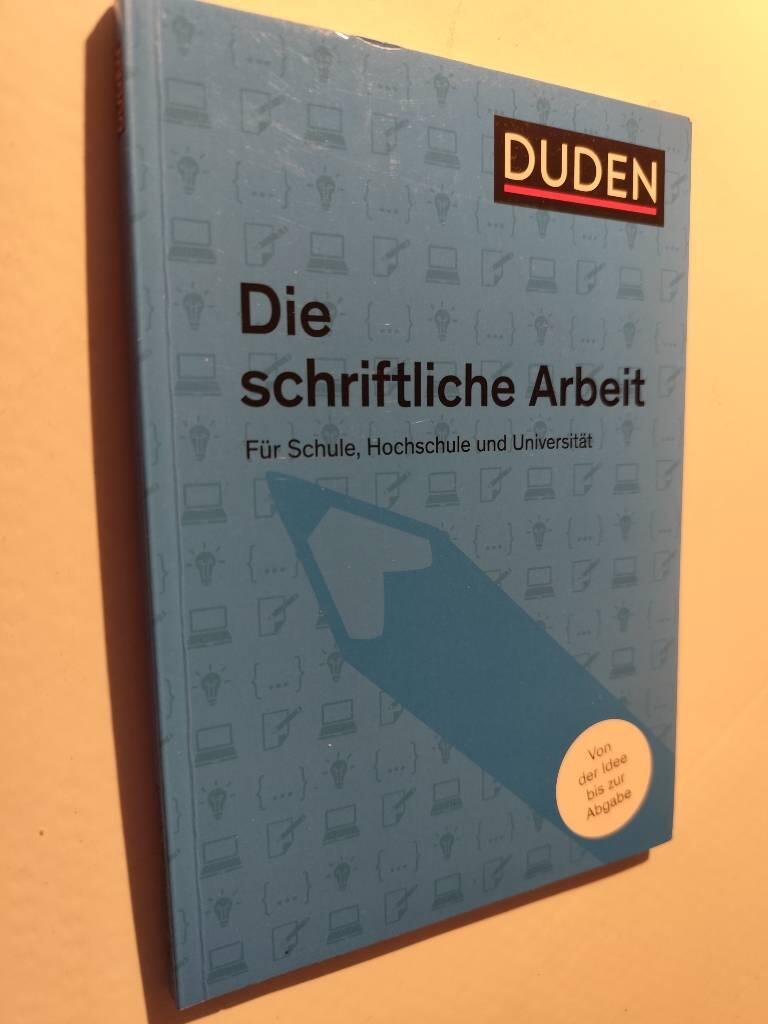 DUDEN
Die
schriftliche Arbeit
Für Schule, Hochschule und Universität
Von
der Idee
bis zur
Abgabe